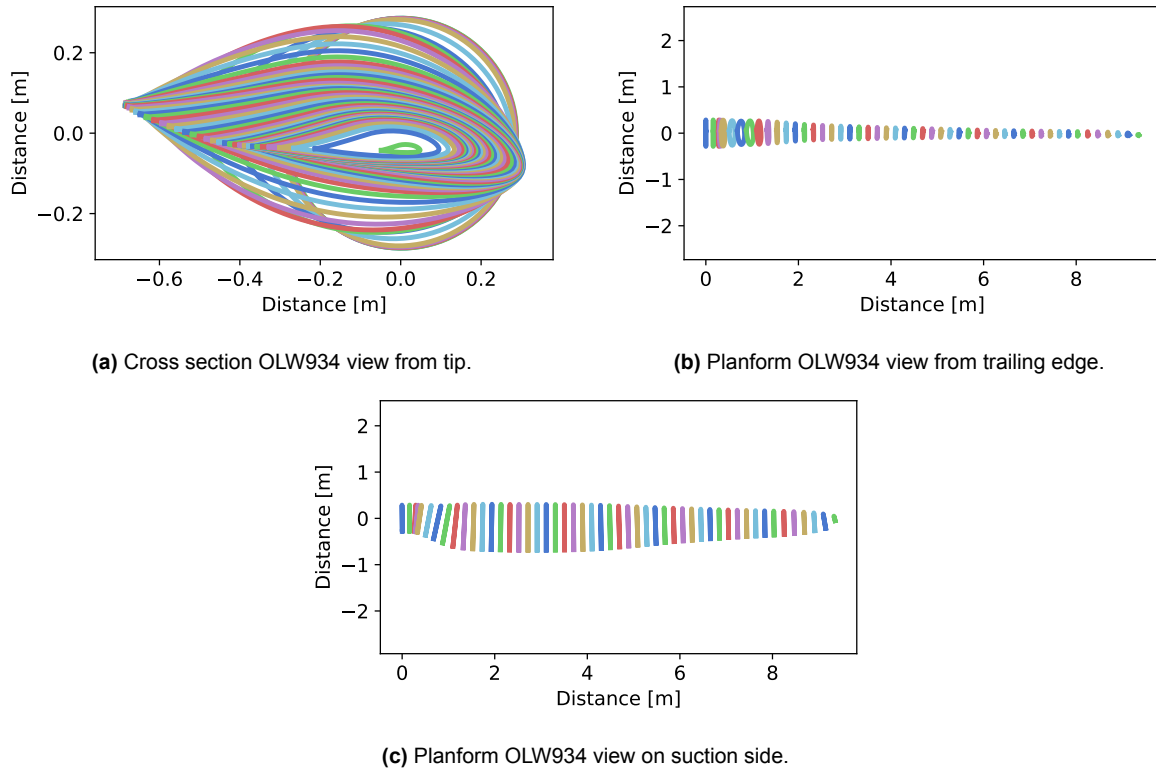 0.2
0.0
−0.2
Distance [m]
−0.6 −0.4 −0.2 0.0 0.2
Distance [m]
(a) Cross section OLW934 view from tip.
2
1
0
−1
−2
Distance [m]
0 2 4 6 8
Distance [m]
(b) Planform OLW934 view from trailing edge.
2
1
0
−1
−2
Distance [m]
0 2 4 6 8
Distance [m]
(c) Planform OLW934 view on suction side.